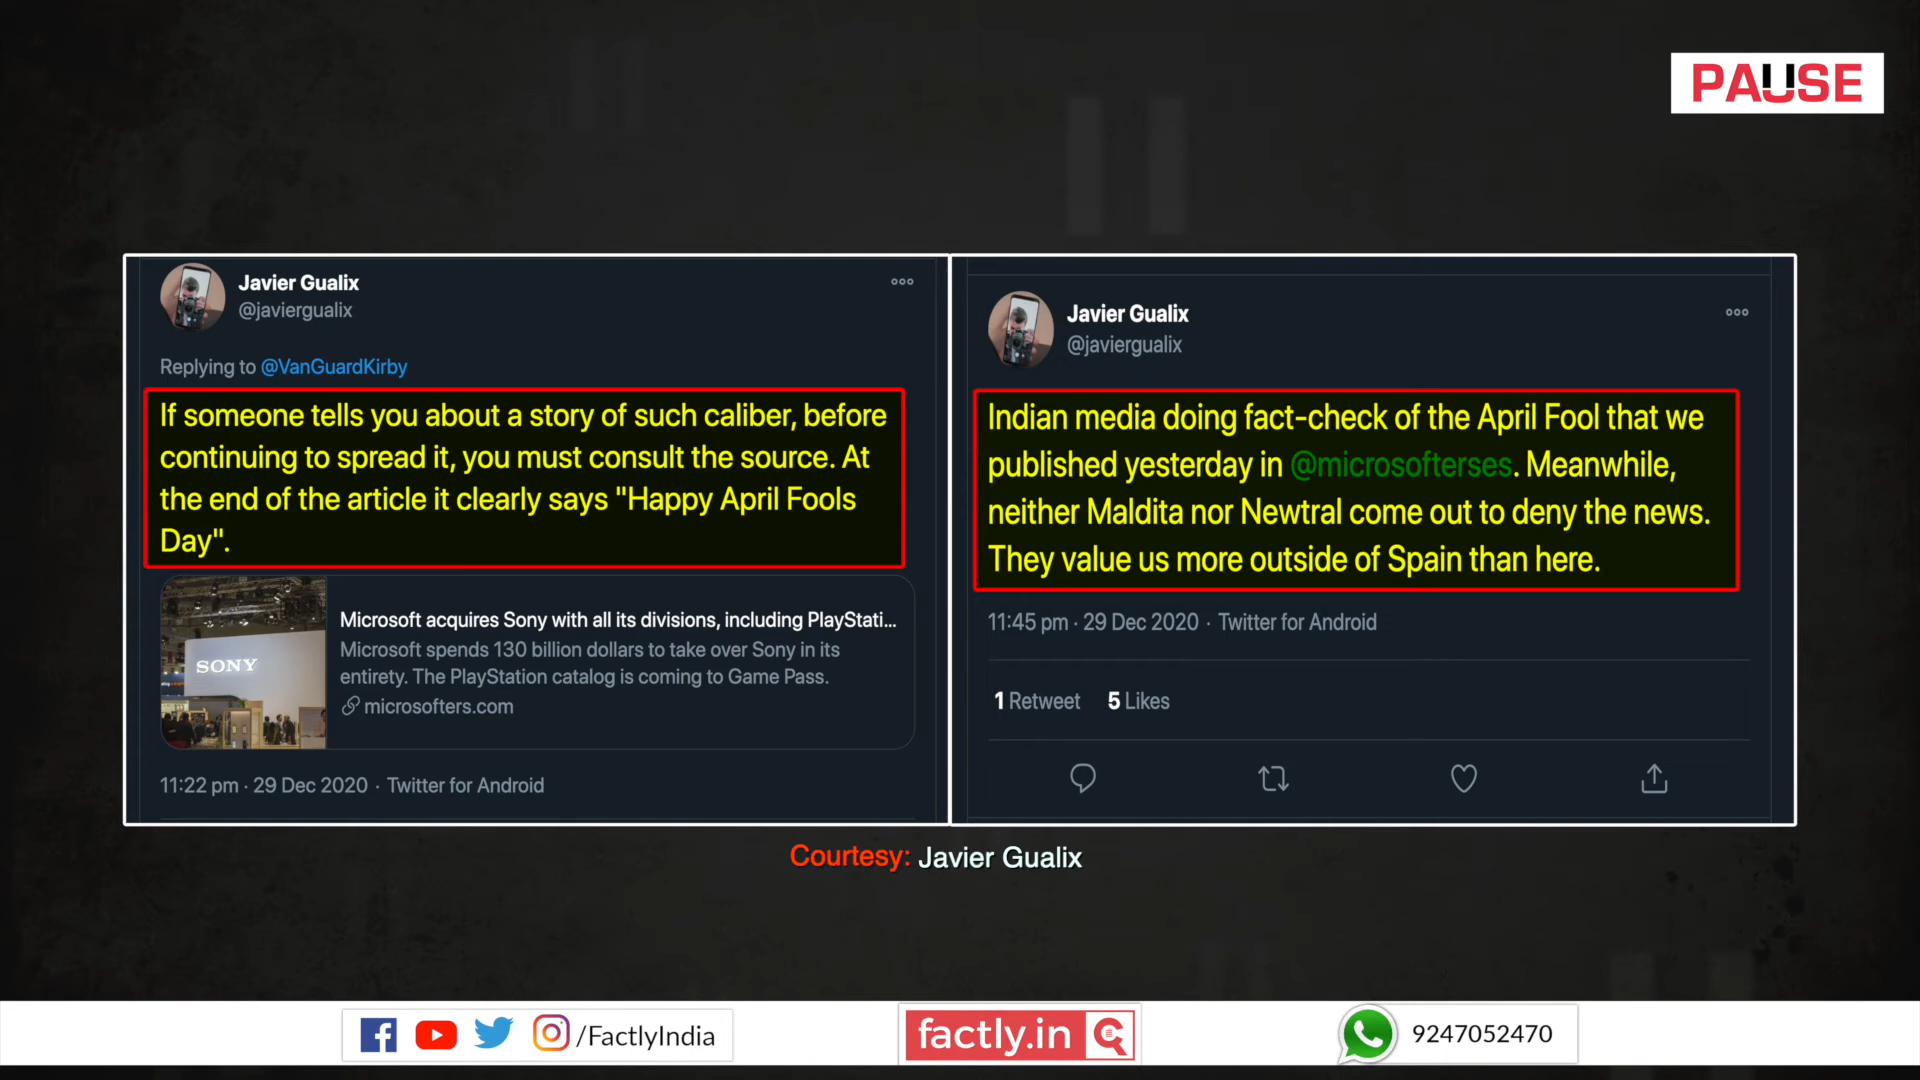 PAUSE
Javier Gualix
@javiergualix
Replying to @VanGuardKirby
If someone tells you about a story of such caliber, before
continuing to spread it, you must consult the source. At
the end of the article it clearly says "Happy April Fools
Day".
SONY
Microsoft acquires Sony with all its divisions, including PlayStati...
Microsoft spends 130 billion dollars to take over Sony in its
entirety. The PlayStation catalog is coming to Game Pass.
microsofters.com
11:22 pm · 29 Dec 2020 · Twitter for Android
Javier Gualix
@javiergualix
Indian media doing fact-check of the April Fool that we
published yesterday in @microsofterses. Meanwhile,
neither Maldita nor Newtral come out to deny the news.
They value us more outside of Spain than here.
11:45 pm · 29 Dec 2020 · Twitter for Android
1 Retweet 5 Likes
Courtesy: Javier Gualix
/FactlyIndia
factly.in
9247052470